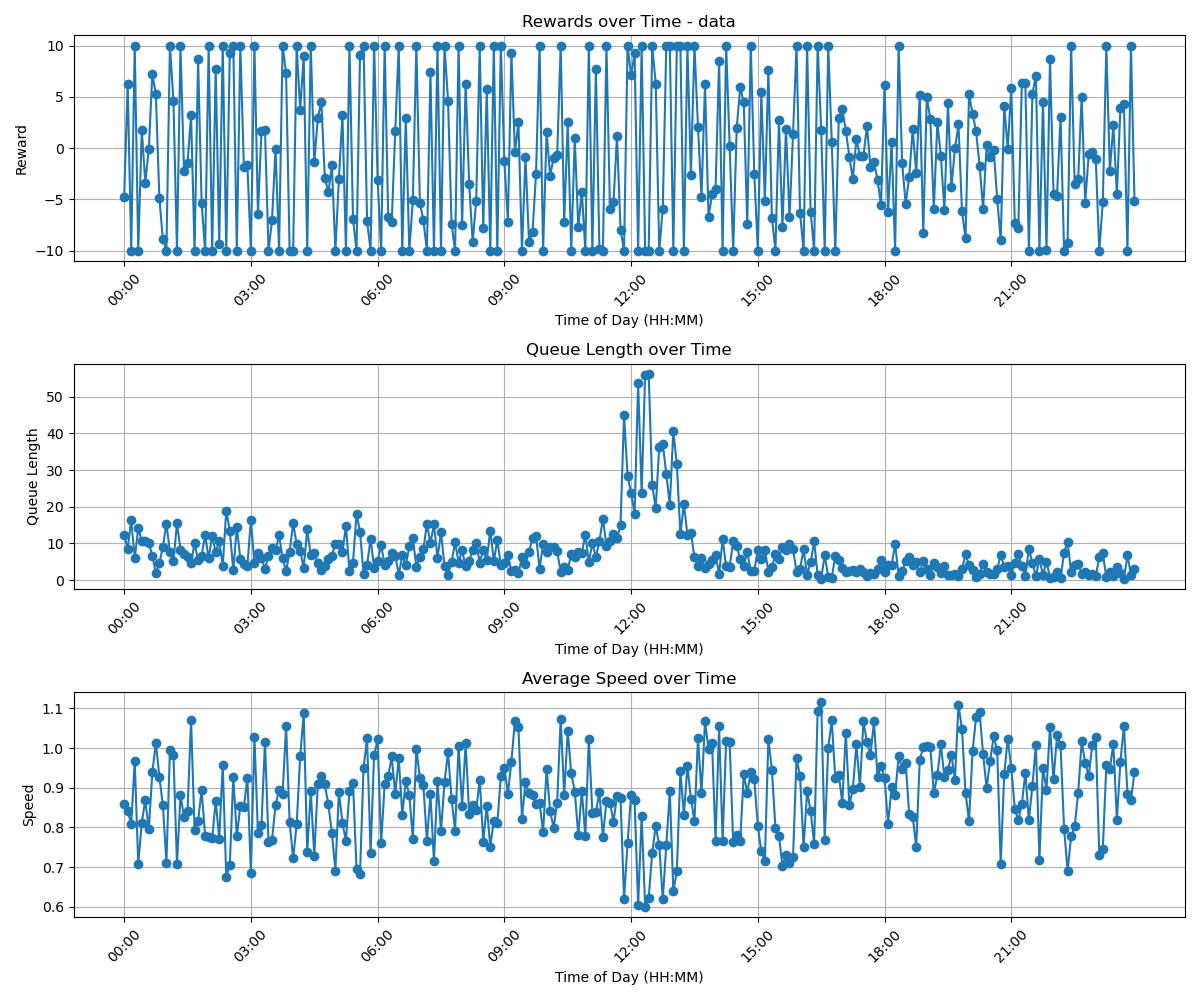 Rewards over Time - data
10
5
0
−5
−10
Reward
00:00 03:00 06:00 09:00 12:00 15:00 18:00 21:00
Time of Day (HH:MM)
Queue Length over Time
50
40
30
20
10
0
Queue Length
00:00 03:00 06:00 09:00 12:00 15:00 18:00 21:00
Time of Day (HH:MM)
Average Speed over Time
1.1
1.0
0.9
0.8
0.7
0.6
Speed
00:00 03:00 06:00 09:00 12:00 15:00 18:00 21:00
Time of Day (HH:MM)